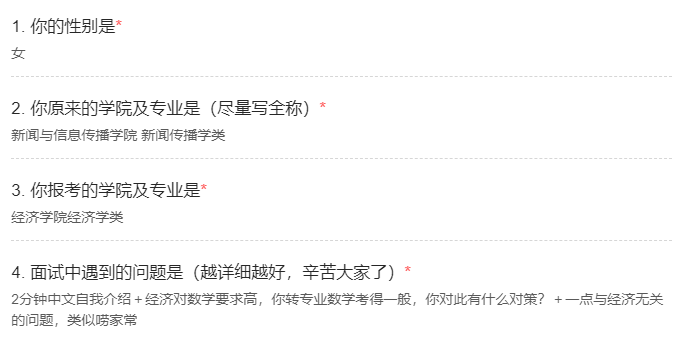 1. 你的性别是*
女
2. 你原来的学院及专业是（尽量写全称）*
新闻与信息传播学院 新闻传播学类
3. 你报考的学院及专业是*
经济学院经济学类
4. 面试中遇到的问题是（越详细越好，辛苦大家了）*
2分钟中文自我介绍＋经济对数学要求高，你转专业数学考得一般，你对此有什么对策？＋一点与经济无关
的问题，类似唠家常